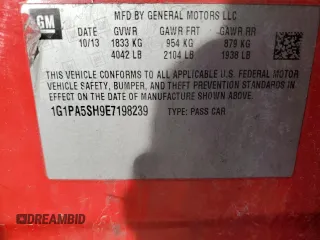 GM
MFD BY GENERAL MOTORS LLC
DATE GVWR GAWR FRT GAWR RR
10/13 1833 KG 954 KG 879 KG
4042 LB 2104 LB 1938 LB
THIS VEHICLE CONFORMS TO ALL APPLICABLE U.S. FEDERAL MOTOR
VEHICLE SAFETY, BUMPER, AND THEFT PREVENTION STANDARDS IN
EFFECT ON THE DATE OF MANUFACTURE SHOWN ABOVE.
1G1PA5SH9E7198239 TYPE: PASS CAR
DREAMBID